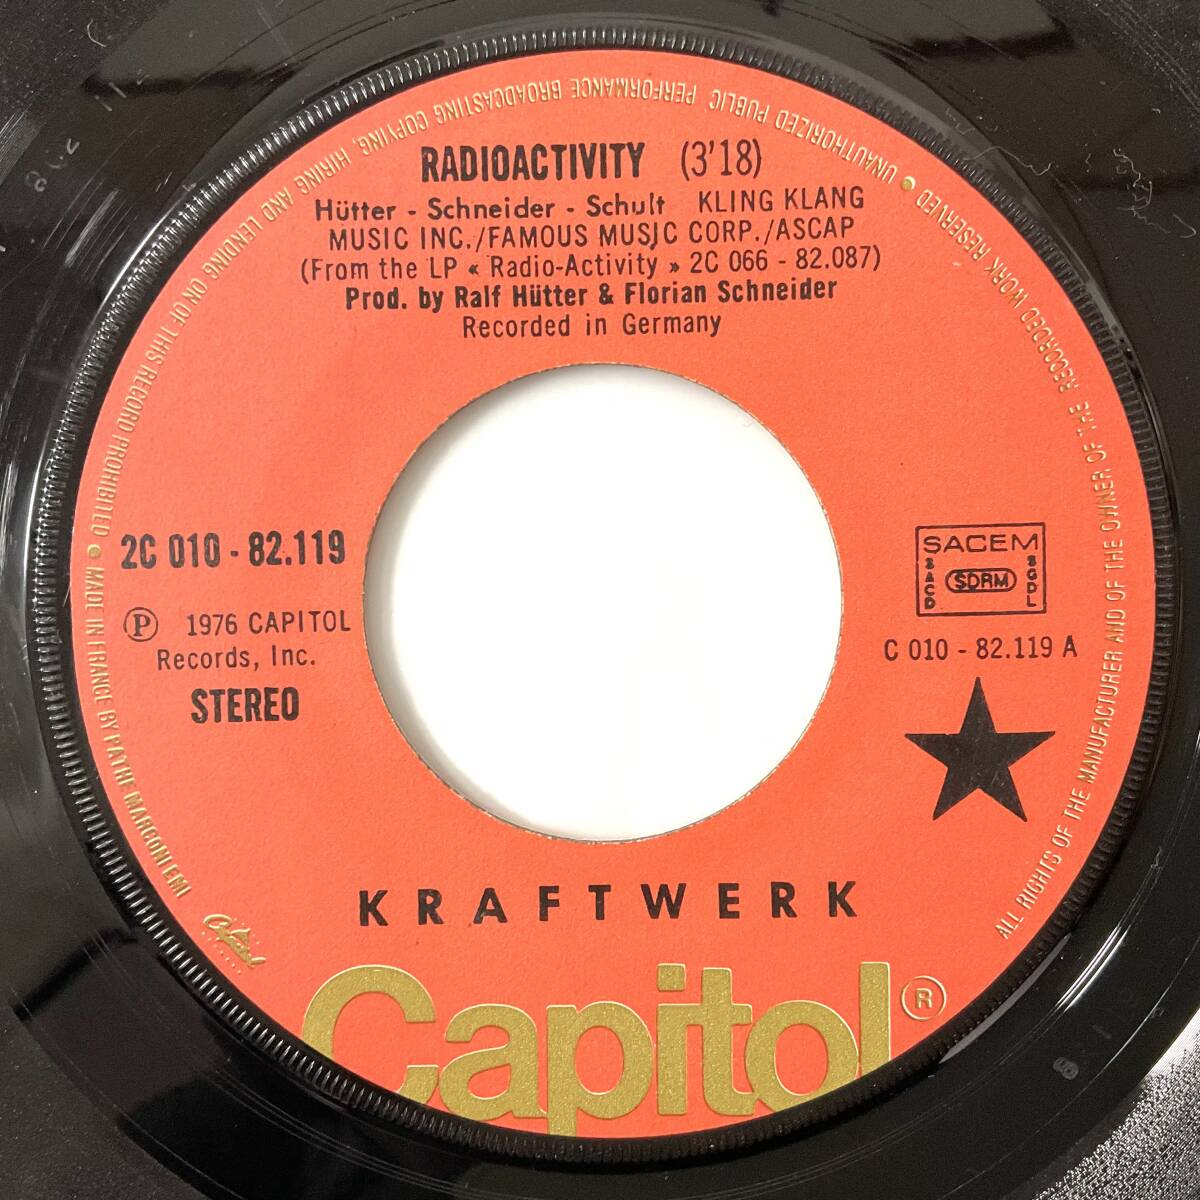 RADIOACTIVITY (3'18)
Hütter - Schneider - Schult KLING KLANG
MUSIC INC./FAMOUS MUSIC CORP./ASCAP
(From the LP « Radio-Activity » 2C 066 - 82.087)
Prod. by Ralf Hütter & Florian Schneider
Recorded in Germany
2C 010 - 82.119
Ⓟ 1976 CAPITOL
Records, Inc.
STEREO
SACEM
SACD
SDRM
SGDL
C 010 - 82.119 A
KRAFTWERK
Capitol
Capitol ®
ALL RIGHTS OF THE MANUFACTURER AND OF THE OWNER OF THE RECORDED WORK RESERVED • UNAUTHORIZED PUBLIC PERFORMANCE BROADCASTING COPYING, HIRING AND LENDING ON OF THIS RECORD PROHIBITED • MADE IN FRANCE BY PATHE MARCONI EMI